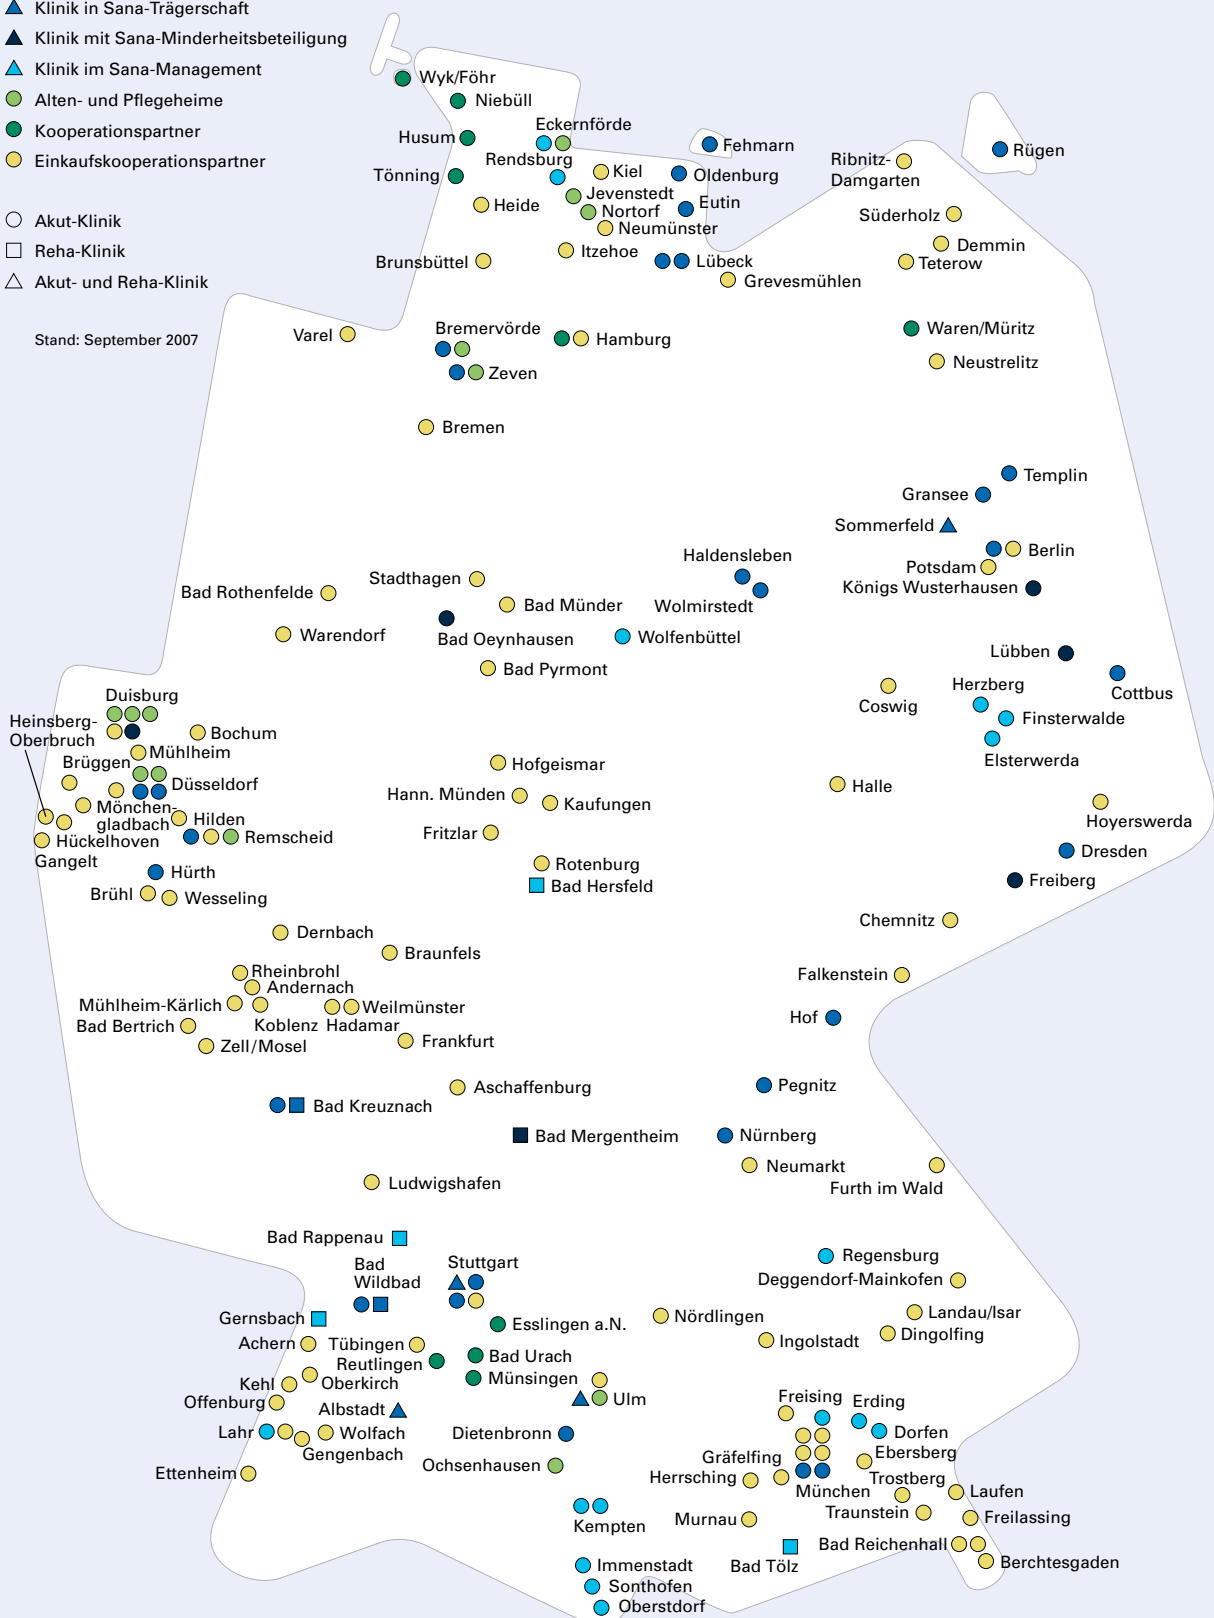 Klinik in Sana-Trägerschaft
Klinik mit Sana-Minderheitsbeteiligung
Klinik im Sana-Management
Alten- und Pflegeheime
Kooperationspartner
Einkaufskooperationspartner
Akut-Klinik
Reha-Klinik
Akut- und Reha-Klinik
Stand: September 2007
Wyk/Föhr
Niebüll
Husum
Eckernförde
Fehmarn
Rügen
Rendsburg
Ribnitz-
Damgarten
Tönning
Kiel
Oldenburg
Jevenstedt
Heide
Nortorf
Eutin
Süderholz
Neumünster
Demmin
Brunsbüttel
Itzehoe
Lübeck
Teterow
Grevesmühlen
Varel
Bremervörde
Hamburg
Waren/Müritz
Zeven
Neustrelitz
Bremen
Templin
Gransee
Sommerfeld
Haldensleben
Berlin
Potsdam
Stadthagen
Königs Wusterhausen
Bad Rothenfelde
Bad Münder
Wolmirstedt
Warendorf
Bad Oeynhausen
Wolfenbüttel
Lübben
Bad Pyrmont
Herzberg
Cottbus
Duisburg
Coswig
Finsterwalde
Heinsberg-
Oberbruch
Bochum
Mühlheim
Elsterwerda
Brüggen
Hofgeismar
Düsseldorf
Halle
Hann. Münden
Kaufungen
Mönchen-
gladbach
Hilden
Hoyerswerda
Hückelhoven
Remscheid
Fritzlar
Gangelt
Rotenburg
Dresden
Hürth
Bad Hersfeld
Freiberg
Brühl
Wesseling
Chemnitz
Dernbach
Braunfels
Rheinbrohl
Falkenstein
Andernach
Mühlheim-Kärlich
Weilmünster
Bad Bertrich
Koblenz
Hadamar
Hof
Zell/Mosel
Frankfurt
Aschaffenburg
Pegnitz
Bad Kreuznach
Bad Mergentheim
Nürnberg
Neumarkt
Ludwigshafen
Furth im Wald
Bad Rappenau
Bad
Wildbad
Stuttgart
Regensburg
Deggendorf-Mainkofen
Gernsbach
Esslingen a.N.
Nördlingen
Landau/Isar
Achern
Tübingen
Ingolstadt
Dingolfing
Reutlingen
Bad Urach
Kehl
Oberkirch
Münsingen
Offenburg
Albstadt
Ulm
Freising
Erding
Lahr
Wolfach
Dietenbronn
Dorfen
Gengenbach
Ebersberg
Ettenheim
Ochsenhausen
Gräfelfing
Herrsching
Trostberg
München
Laufen
Kempten
Murnau
Traunstein
Freilassing
Bad Reichenhall
Immenstadt
Bad Tölz
Berchtesgaden
Sonthofen
Oberstdorf